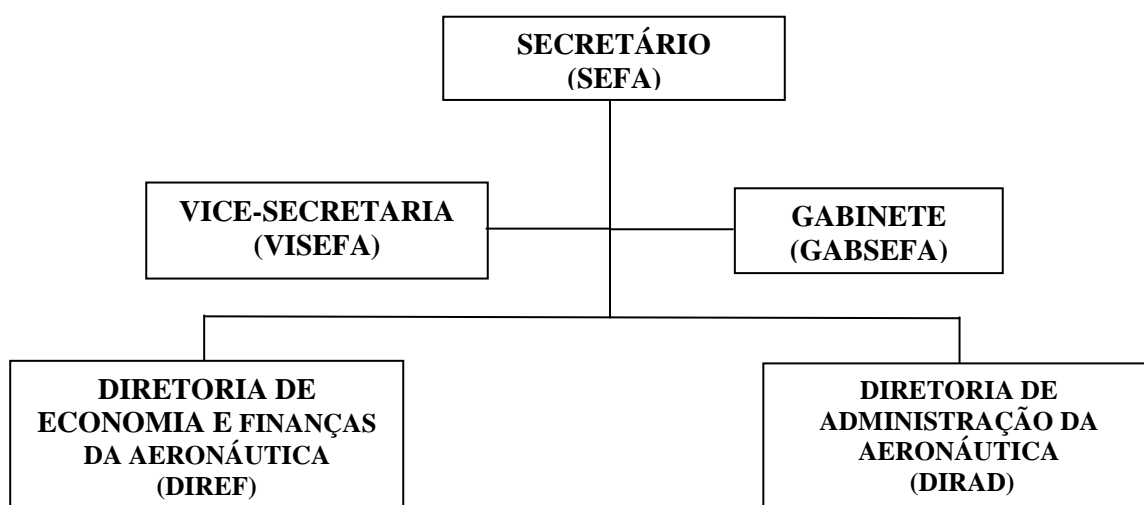 SECRETÁRIO
(SEFA)
VICE-SECRETARIA
(VISEFA)
GABINETE
(GABSEFA)
DIRETORIA DE
ECONOMIA E FINANÇAS
DA AERONÁUTICA
(DIREF)
DIRETORIA DE
ADMINISTRAÇÃO DA
AERONÁUTICA
(DIRAD)